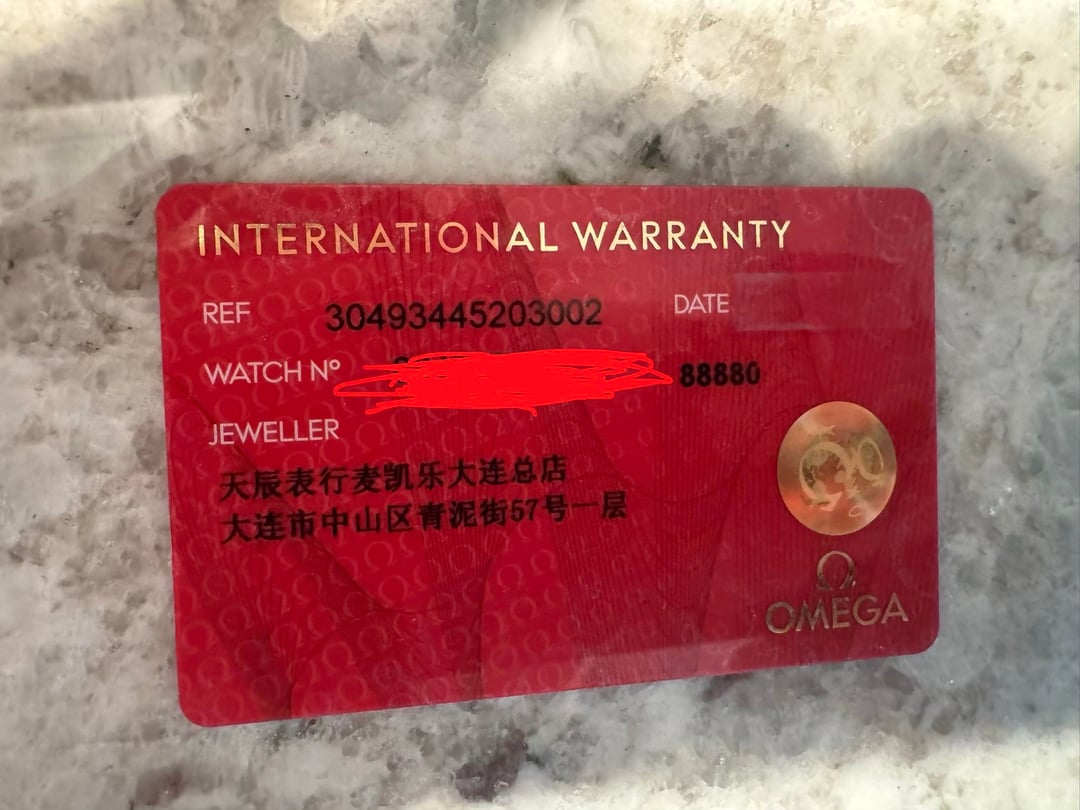 INTERNATIONAL WARRANTY
REF 30493445203002 DATE
WATCH Nº 88880
JEWELLER
天辰表行麦凯乐大连总店
大连市中山区青泥街57号一层
Ω
OMEGA